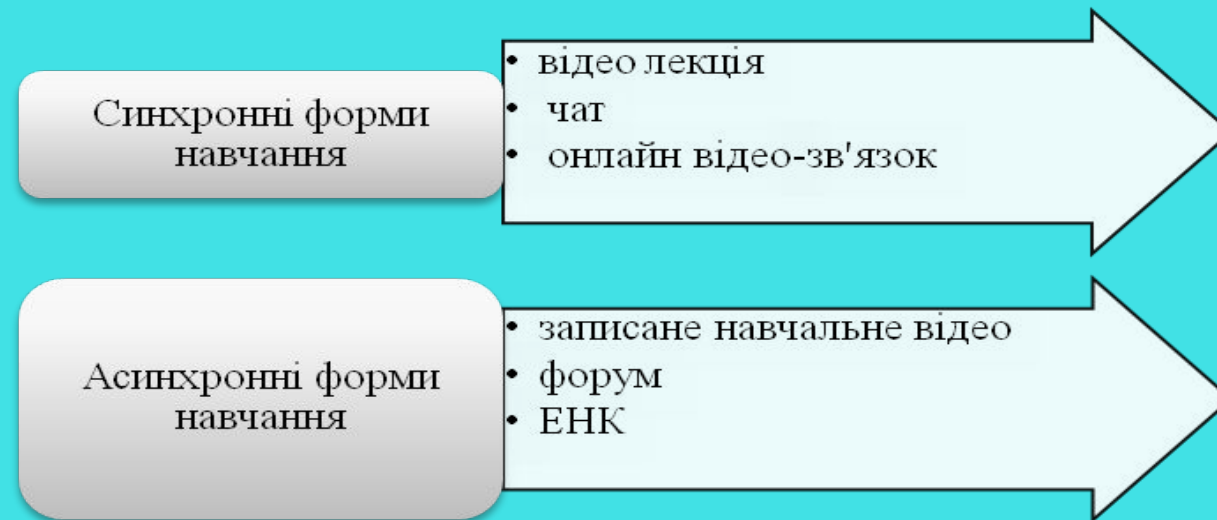 Синхронні форми
навчання
• відео лекція
• чат
• онлайн відео-зв'язок
Асинхронні форми
навчання
• записане навчальне відео
• форум
• ЕНК